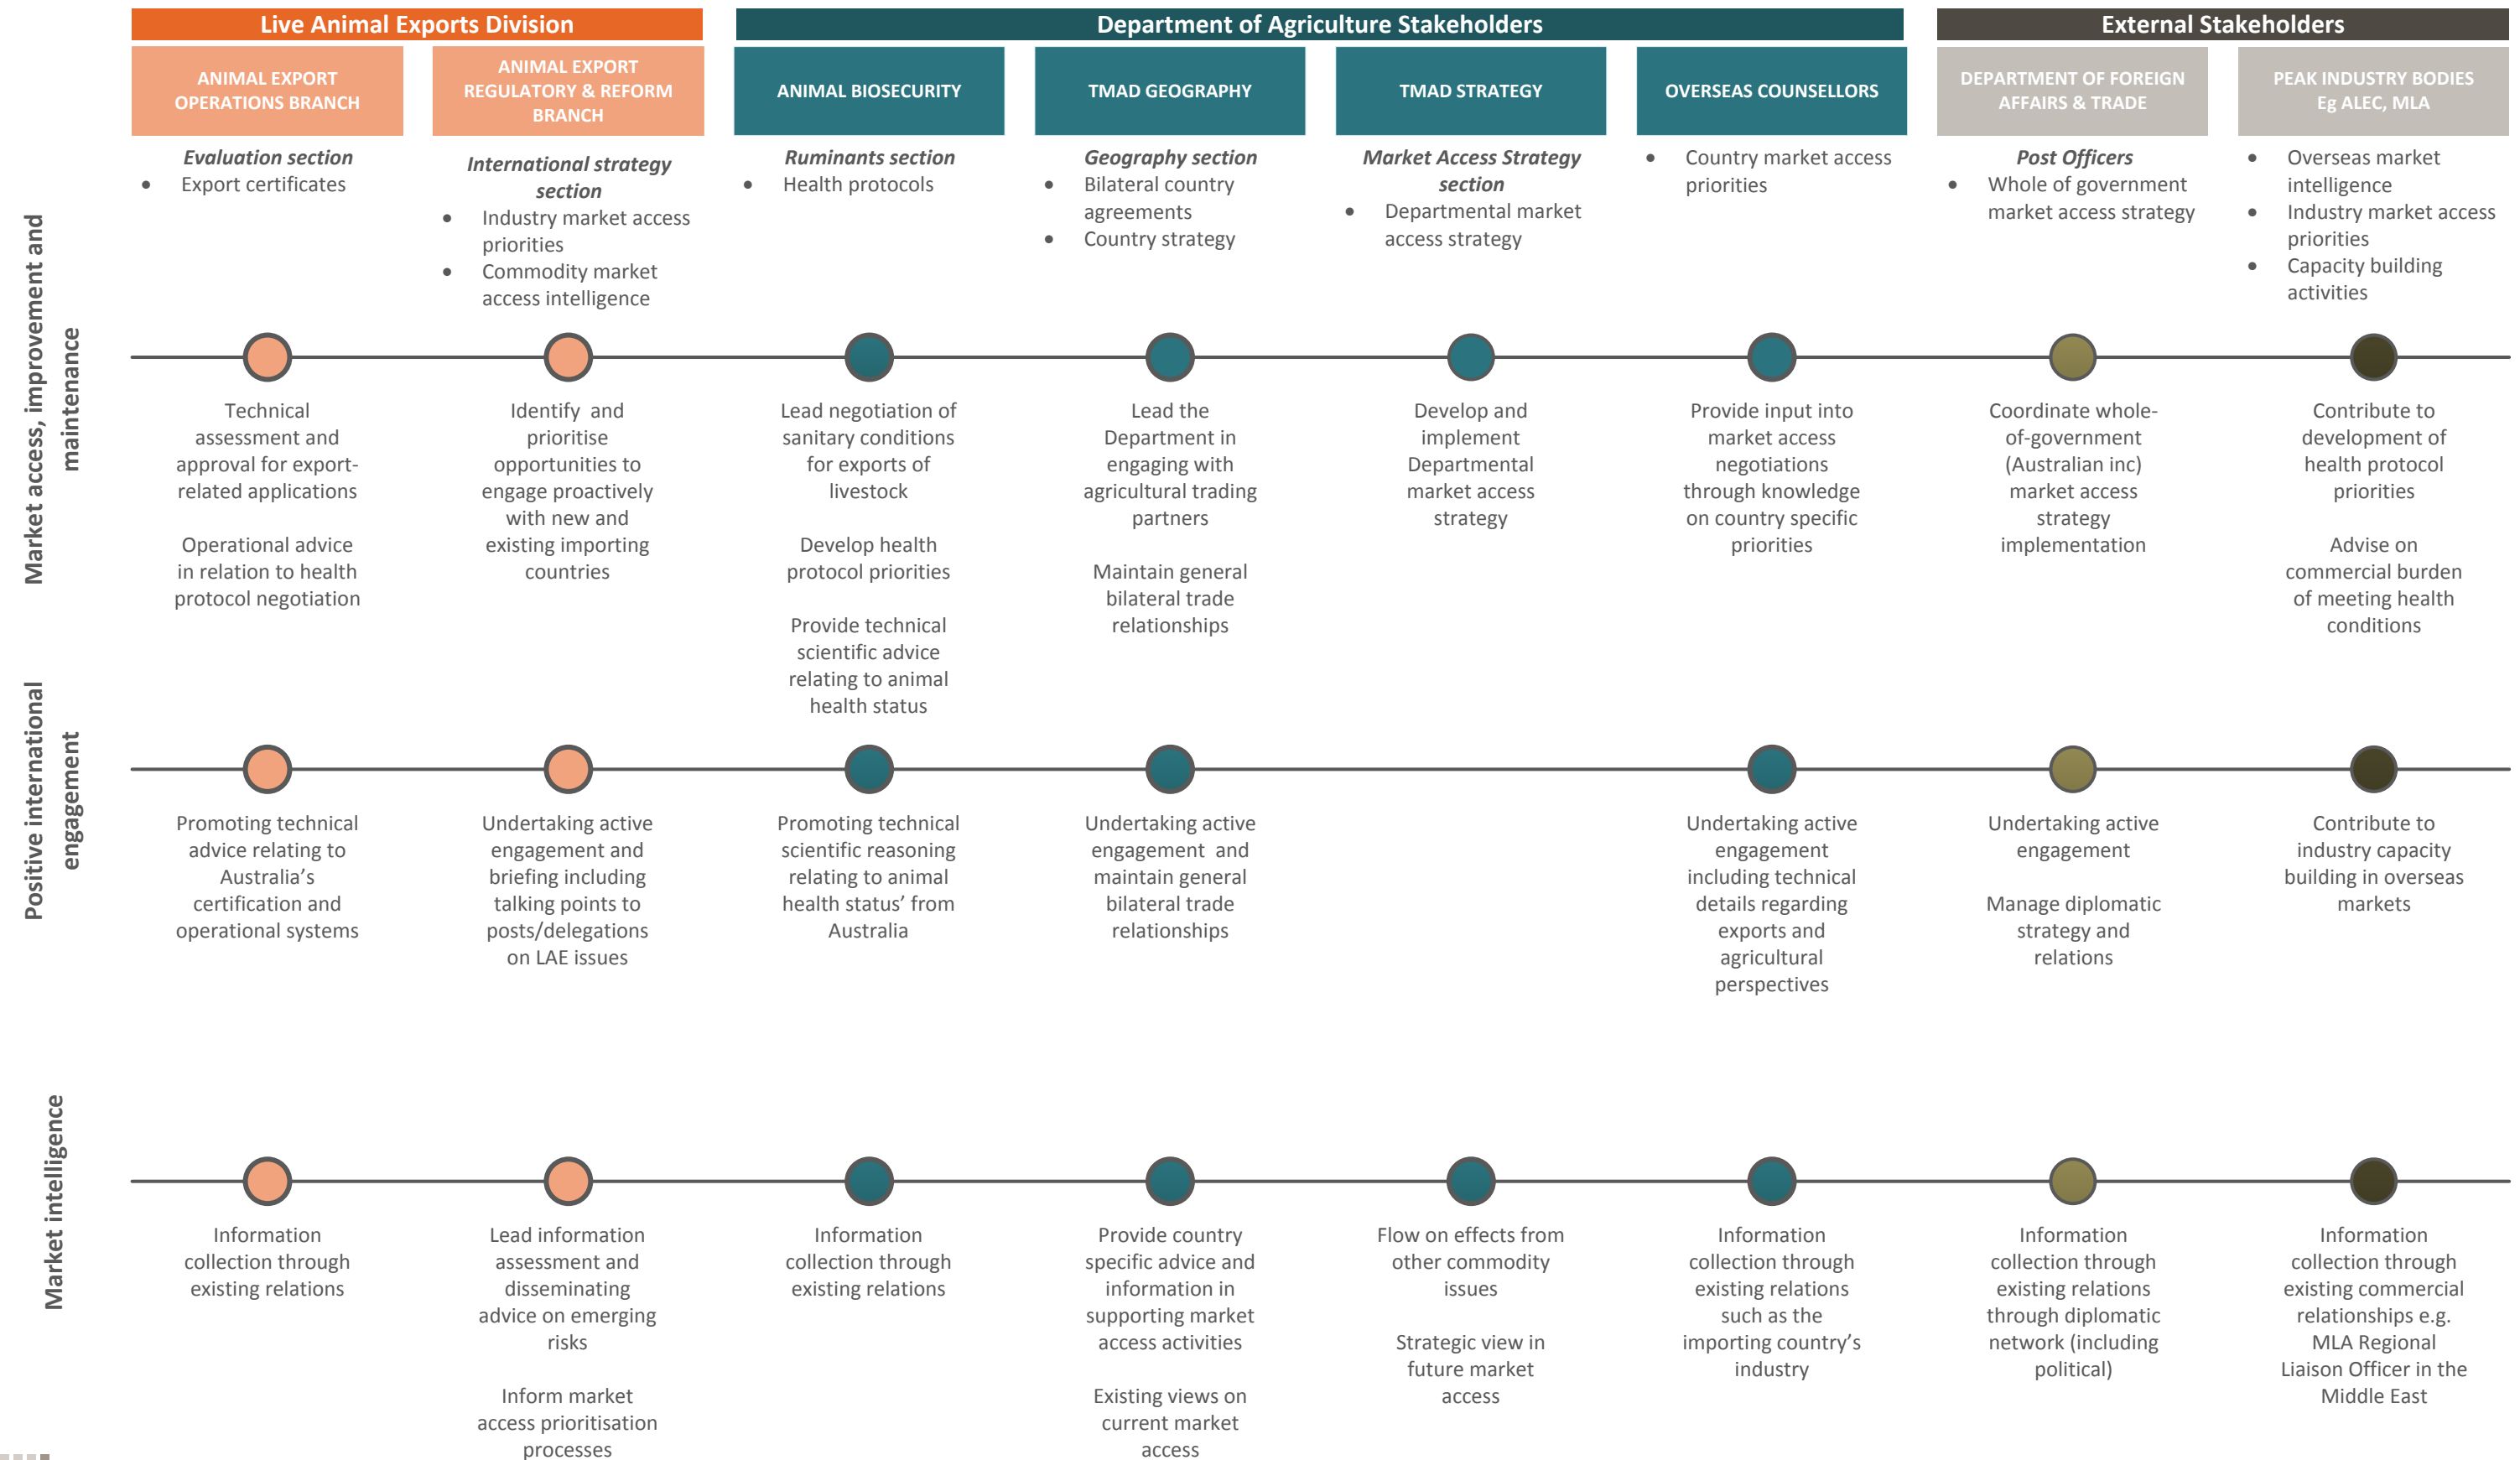 Live Animal Exports Division
Department of Agriculture Stakeholders
External Stakeholders
ANIMAL EXPORT
OPERATIONS BRANCH
ANIMAL EXPORT
REGULATORY & REFORM
BRANCH
ANIMAL BIOSECURITY
TMAD GEOGRAPHY
TMAD STRATEGY
OVERSEAS COUNSELLORS
DEPARTMENT OF FOREIGN
AFFAIRS & TRADE
PEAK INDUSTRY BODIES
Eg ALEC, MLA
Market access, improvement and
maintenance
Evaluation section
• Export certificates
International strategy
section
• Industry market access
priorities
• Commodity market
access intelligence
Ruminants section
• Health protocols
Geography section
• Bilateral country
agreements
• Country strategy
Market Access Strategy
section
• Departmental market
access strategy
• Country market access
priorities
Post Officers
• Whole of government
market access strategy
• Overseas market
intelligence
• Industry market access
priorities
• Capacity building
activities
Technical
assessment and
approval for export-
related applications
Operational advice
in relation to health
protocol negotiation
Identify and
prioritise
opportunities to
engage proactively
with new and
existing importing
countries
Lead negotiation of
sanitary conditions
for exports of
livestock
Develop health
protocol priorities
Provide technical
scientific advice
relating to animal
health status
Lead the
Department in
engaging with
agricultural trading
partners
Maintain general
bilateral trade
relationships
Develop and
implement
Departmental
market access
strategy
Provide input into
market access
negotiations
through knowledge
on country specific
priorities
Coordinate whole-
of-government
(Australian inc)
market access
strategy
implementation
Contribute to
development of
health protocol
priorities
Advise on
commercial burden
of meeting health
conditions
Positive international
engagement
Promoting technical
advice relating to
Australia's
certification and
operational systems
Undertaking active
engagement and
briefing including
talking points to
posts/delegations
on LAE issues
Promoting technical
scientific reasoning
relating to animal
health status' from
Australia
Undertaking active
engagement and
maintain general
bilateral trade
relationships
Undertaking active
engagement
including technical
details regarding
exports and
agricultural
perspectives
Undertaking active
engagement
Manage diplomatic
strategy and
relations
Contribute to
industry capacity
building in overseas
markets
Market intelligence
Information
collection through
existing relations
Lead information
assessment and
disseminating
advice on emerging
risks
Inform market
access prioritisation
processes
Information
collection through
existing relations
Provide country
specific advice and
information in
supporting market
access activities
Existing views on
current market
access
Flow on effects from
other commodity
issues
Strategic view in
future market
access
Information
collection through
existing relations
such as the
importing country's
industry
Information
collection through
existing relations
through diplomatic
network (including
political)
Information
collection through
existing commercial
relationships e.g.
MLA Regional
Liaison Officer in the
Middle East